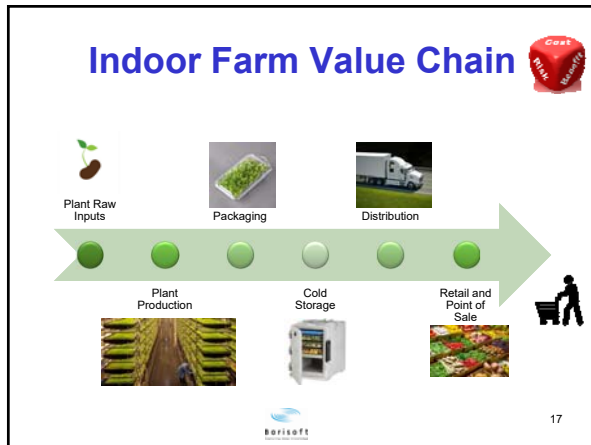 Indoor Farm Value Chain
Cost
Risk
Benefit
Plant Raw
Inputs
Packaging
Distribution
Plant
Production
Cold
Storage
Retail and
Point of
Sale
Borisoft
17